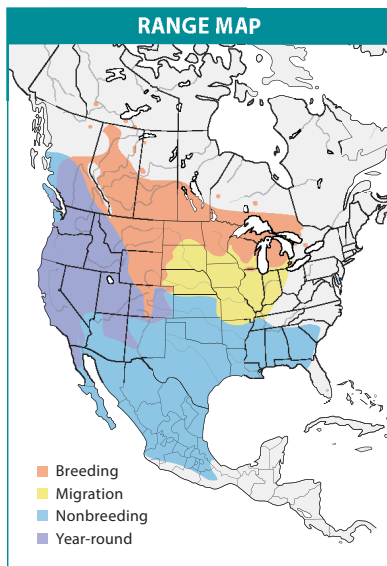 RANGE MAP
Breeding
Migration
Nonbreeding
Year-round